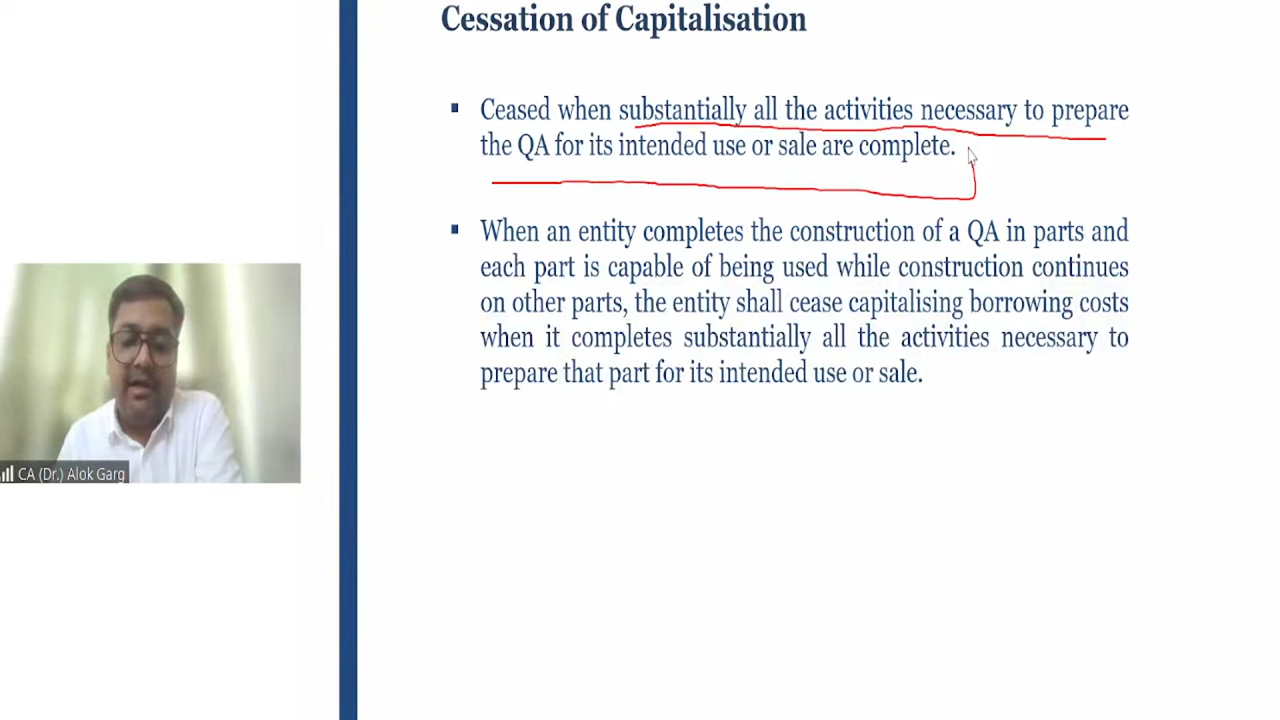 Cessation of Capitalisation
▪ Ceased when substantially all the activities necessary to prepare
the QA for its intended use or sale are complete.
▪ When an entity completes the construction of a QA in parts and
each part is capable of being used while construction continues
on other parts, the entity shall cease capitalising borrowing costs
when it completes substantially all the activities necessary to
prepare that part for its intended use or sale.
CA (Dr.) Alok Garg